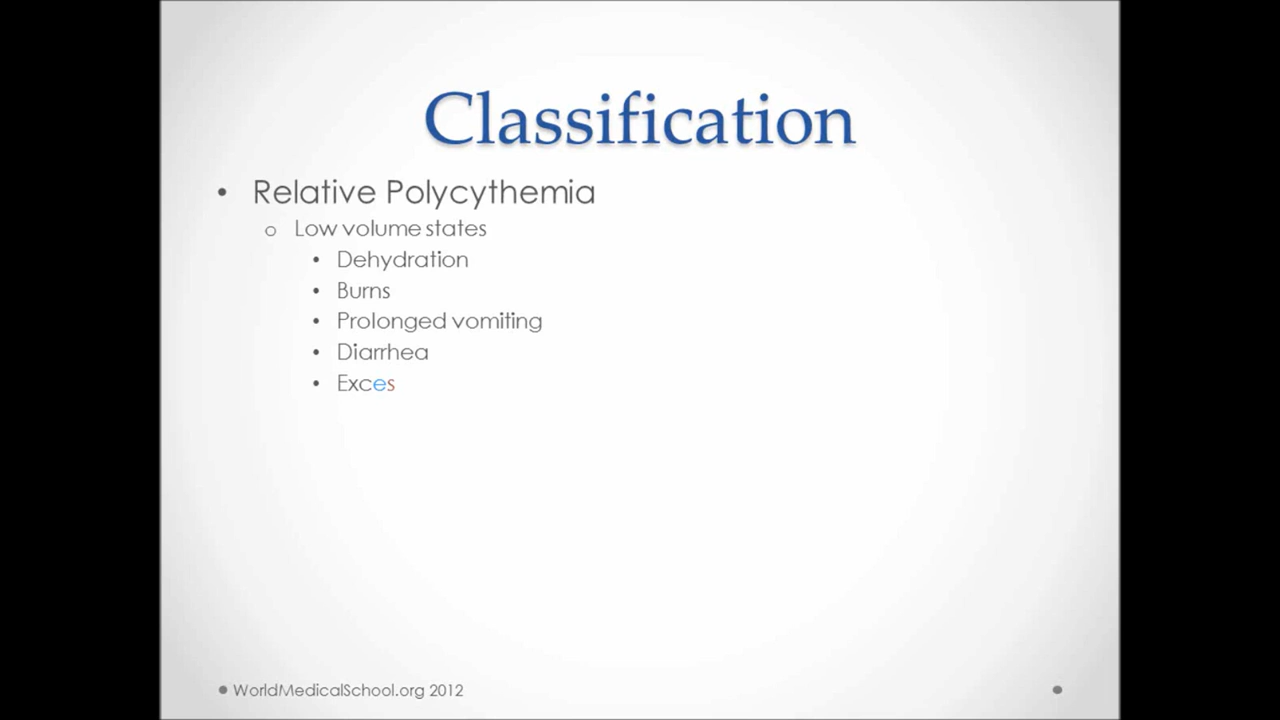 Classification
• Relative Polycythemia
o Low volume states
• Dehydration
• Burns
• Prolonged vomiting
• Diarrhea
• Exces
WorldMedicalSchool.org 2012